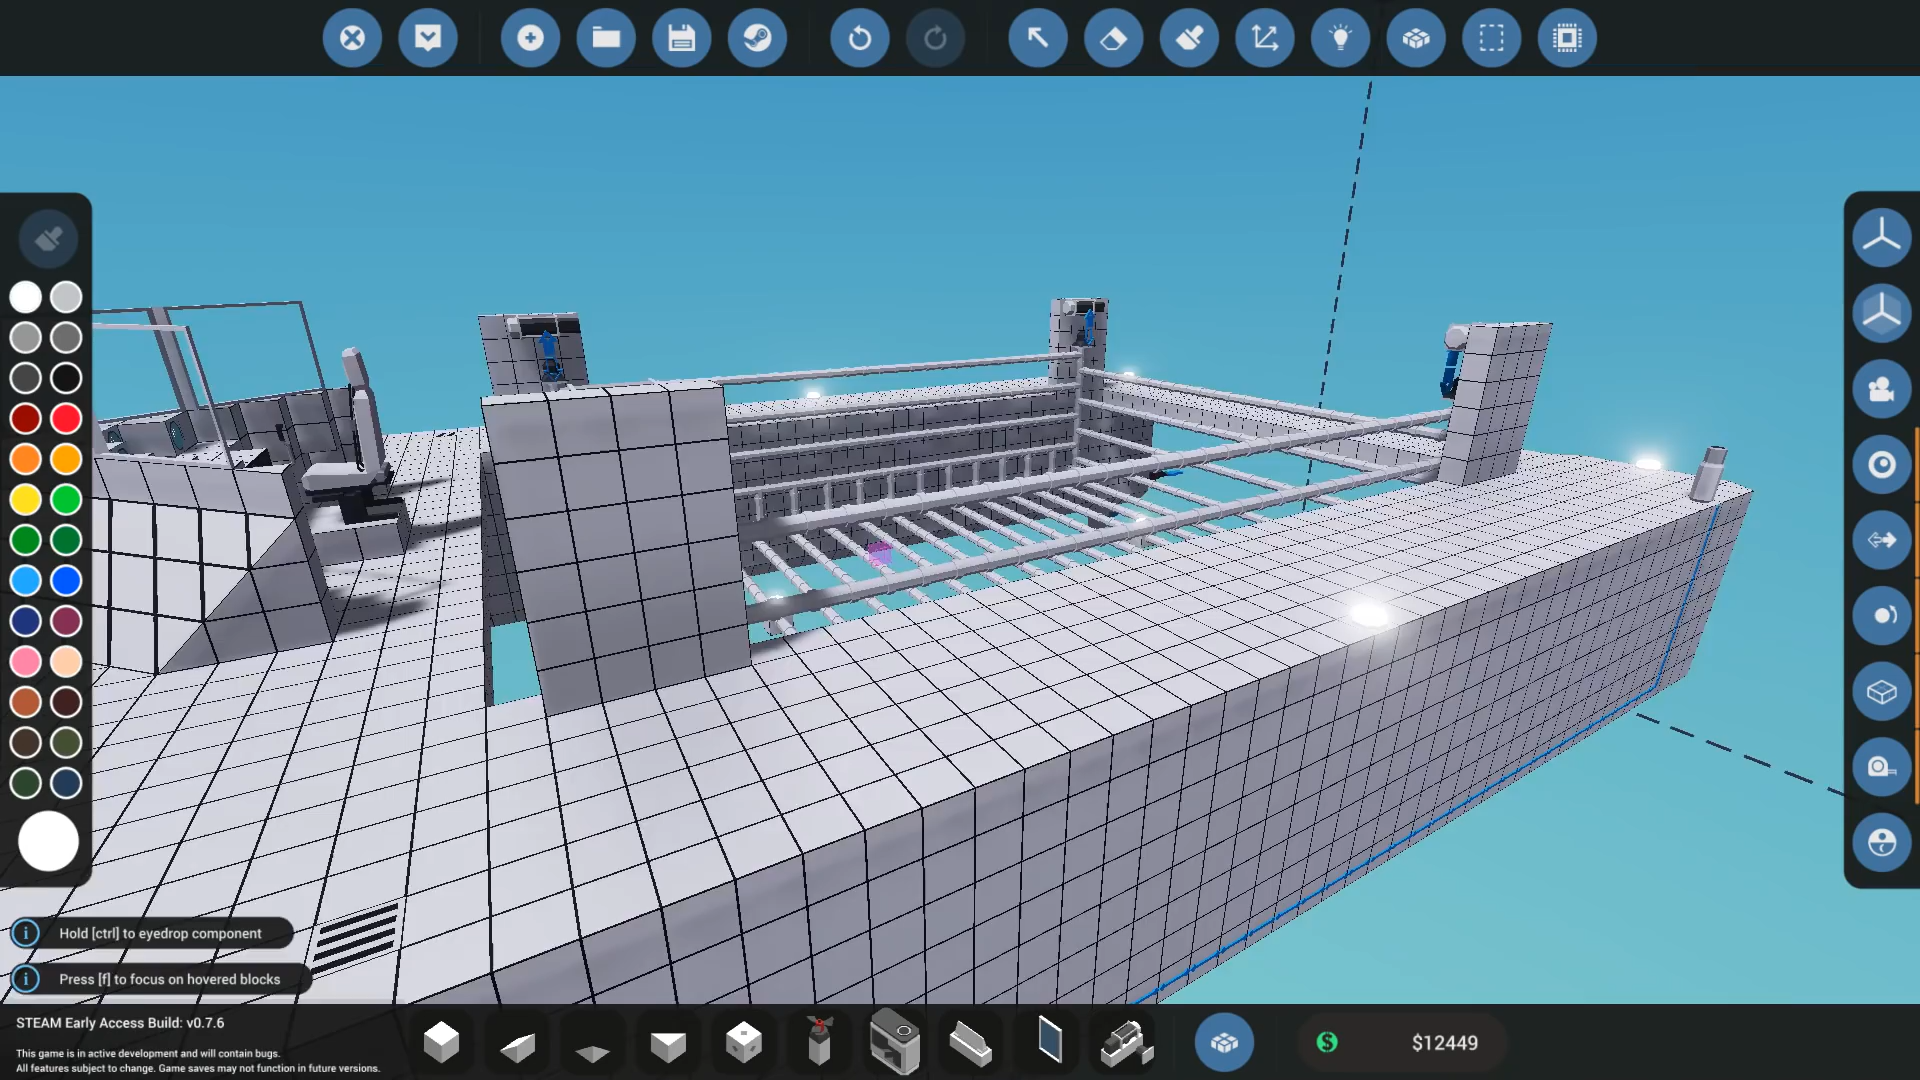 Hold [ctrl] to eyedrop component
Press [f] to focus on hovered blocks
STEAM Early Access Build: v0.7.6
This game is in active development and will contain bugs.
All features subject to change. Game saves may not function in future versions.
$12449